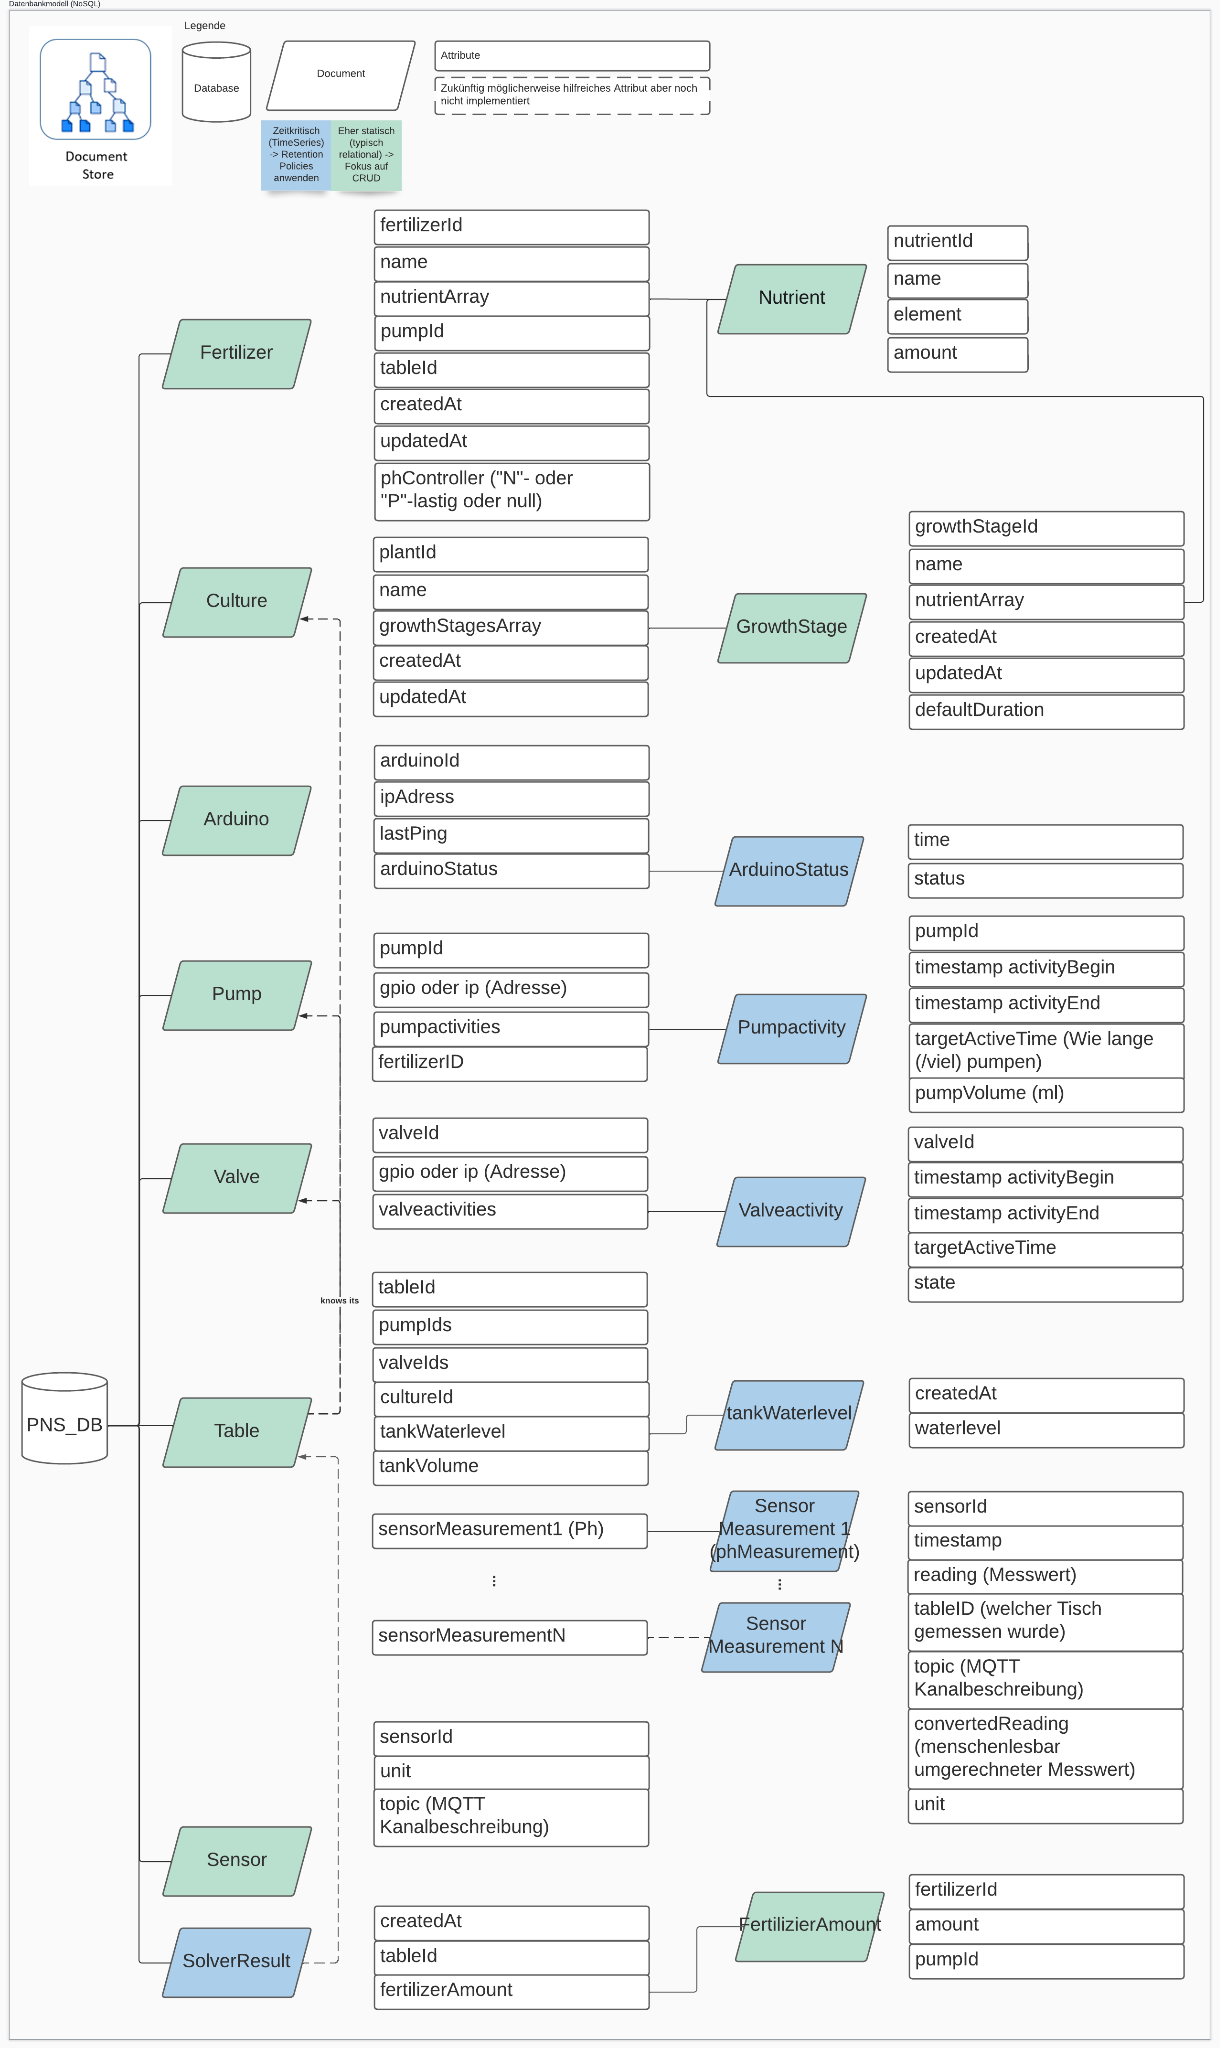 Datenbankmodell (NoSQL)
Legende
Document
Store
Database
Document
Attribute
Zukünftig möglicherweise hilfreiches Attribut aber noch
nicht implementiert
Zeitkritisch
(TimeSeries)
-> Retention
Policies
anwenden
Eher statisch
(typisch
relational) ->
Fokus auf
CRUD
Fertilizer
fertilizerId
name
nutrientArray
pumpId
tableId
createdAt
updatedAt
phController ("N"- oder
"P"-lastig oder null)
Nutrient
nutrientId
name
element
amount
Culture
plantId
name
growthStagesArray
createdAt
updatedAt
GrowthStage
growthStageId
name
nutrientArray
createdAt
updatedAt
defaultDuration
Arduino
arduinoId
ipAdress
lastPing
arduinoStatus
ArduinoStatus
time
status
Pump
pumpId
gpio oder ip (Adresse)
pumpactivities
fertilizerID
Pumpactivity
pumpId
timestamp activityBegin
timestamp activityEnd
targetActiveTime (Wie lange
(/viel) pumpen)
pumpVolume (ml)
Valve
valveId
gpio oder ip (Adresse)
valveactivities
Valveactivity
valveId
timestamp activityBegin
timestamp activityEnd
targetActiveTime
state
knows its
PNS_DB
Table
tableId
pumpIds
valveIds
cultureId
tankWaterlevel
tankVolume
tankWaterlevel
createdAt
waterlevel
sensorMeasurement1 (Ph)
...
sensorMeasurementN
Sensor
Measurement 1
(phMeasurement)
...
Sensor
Measurement N
sensorId
timestamp
reading (Messwert)
tableID (welcher Tisch
gemessen wurde)
topic (MQTT
Kanalbeschreibung)
convertedReading
(menschenlesbar
umgerechneter Messwert)
unit
Sensor
sensorId
unit
topic (MQTT
Kanalbeschreibung)
SolverResult
createdAt
tableId
fertilizerAmount
FertilizierAmount
fertilizerId
amount
pumpId